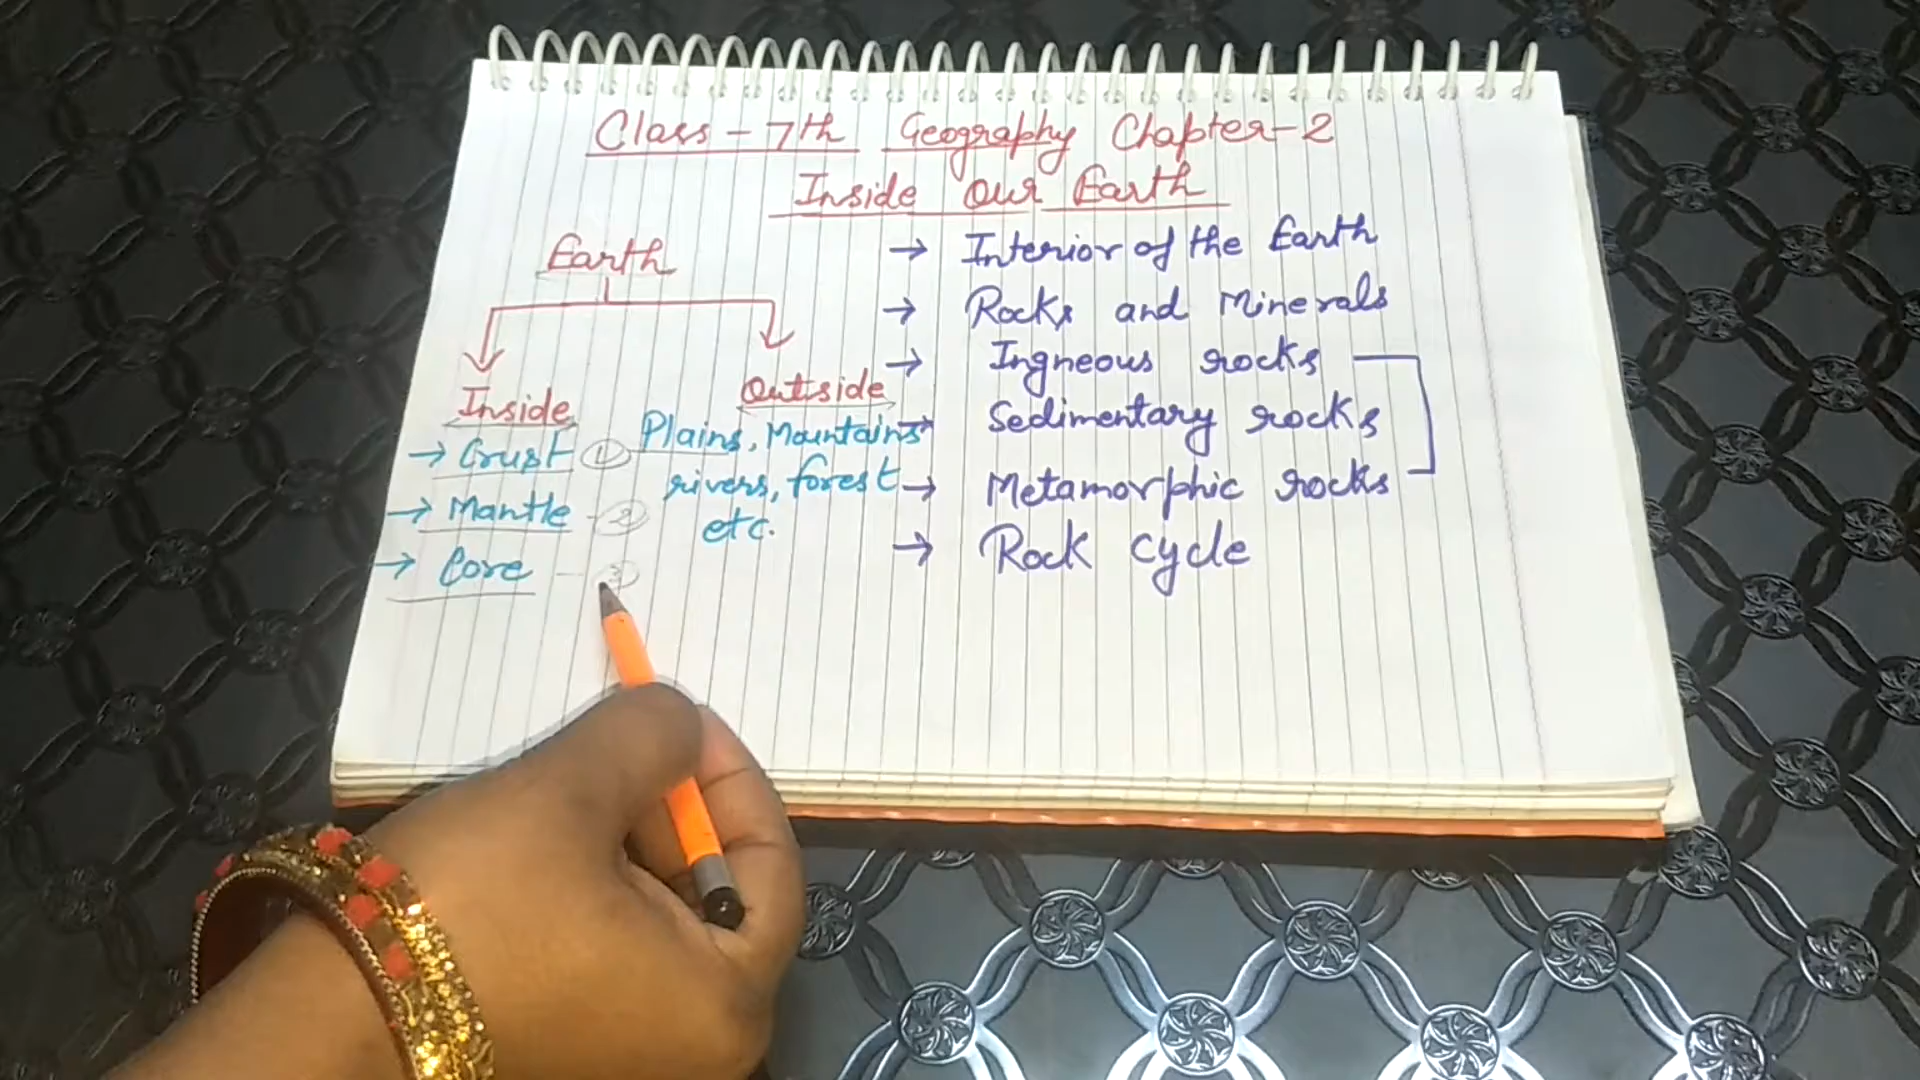 Class - 7th Geography Chapter-2
Inside Our Earth
Earth
Inside
→ Crust ①
→ Mantle - ②
→ Core - ③
Outside
Plains, Mountains
rivers, forest
etc.
→ Interior of the Earth
→ Rocks and Minerals
→ Ingneous rocks
→ Sedimentary rocks
→ Metamorphic rocks
→ Rock Cycle